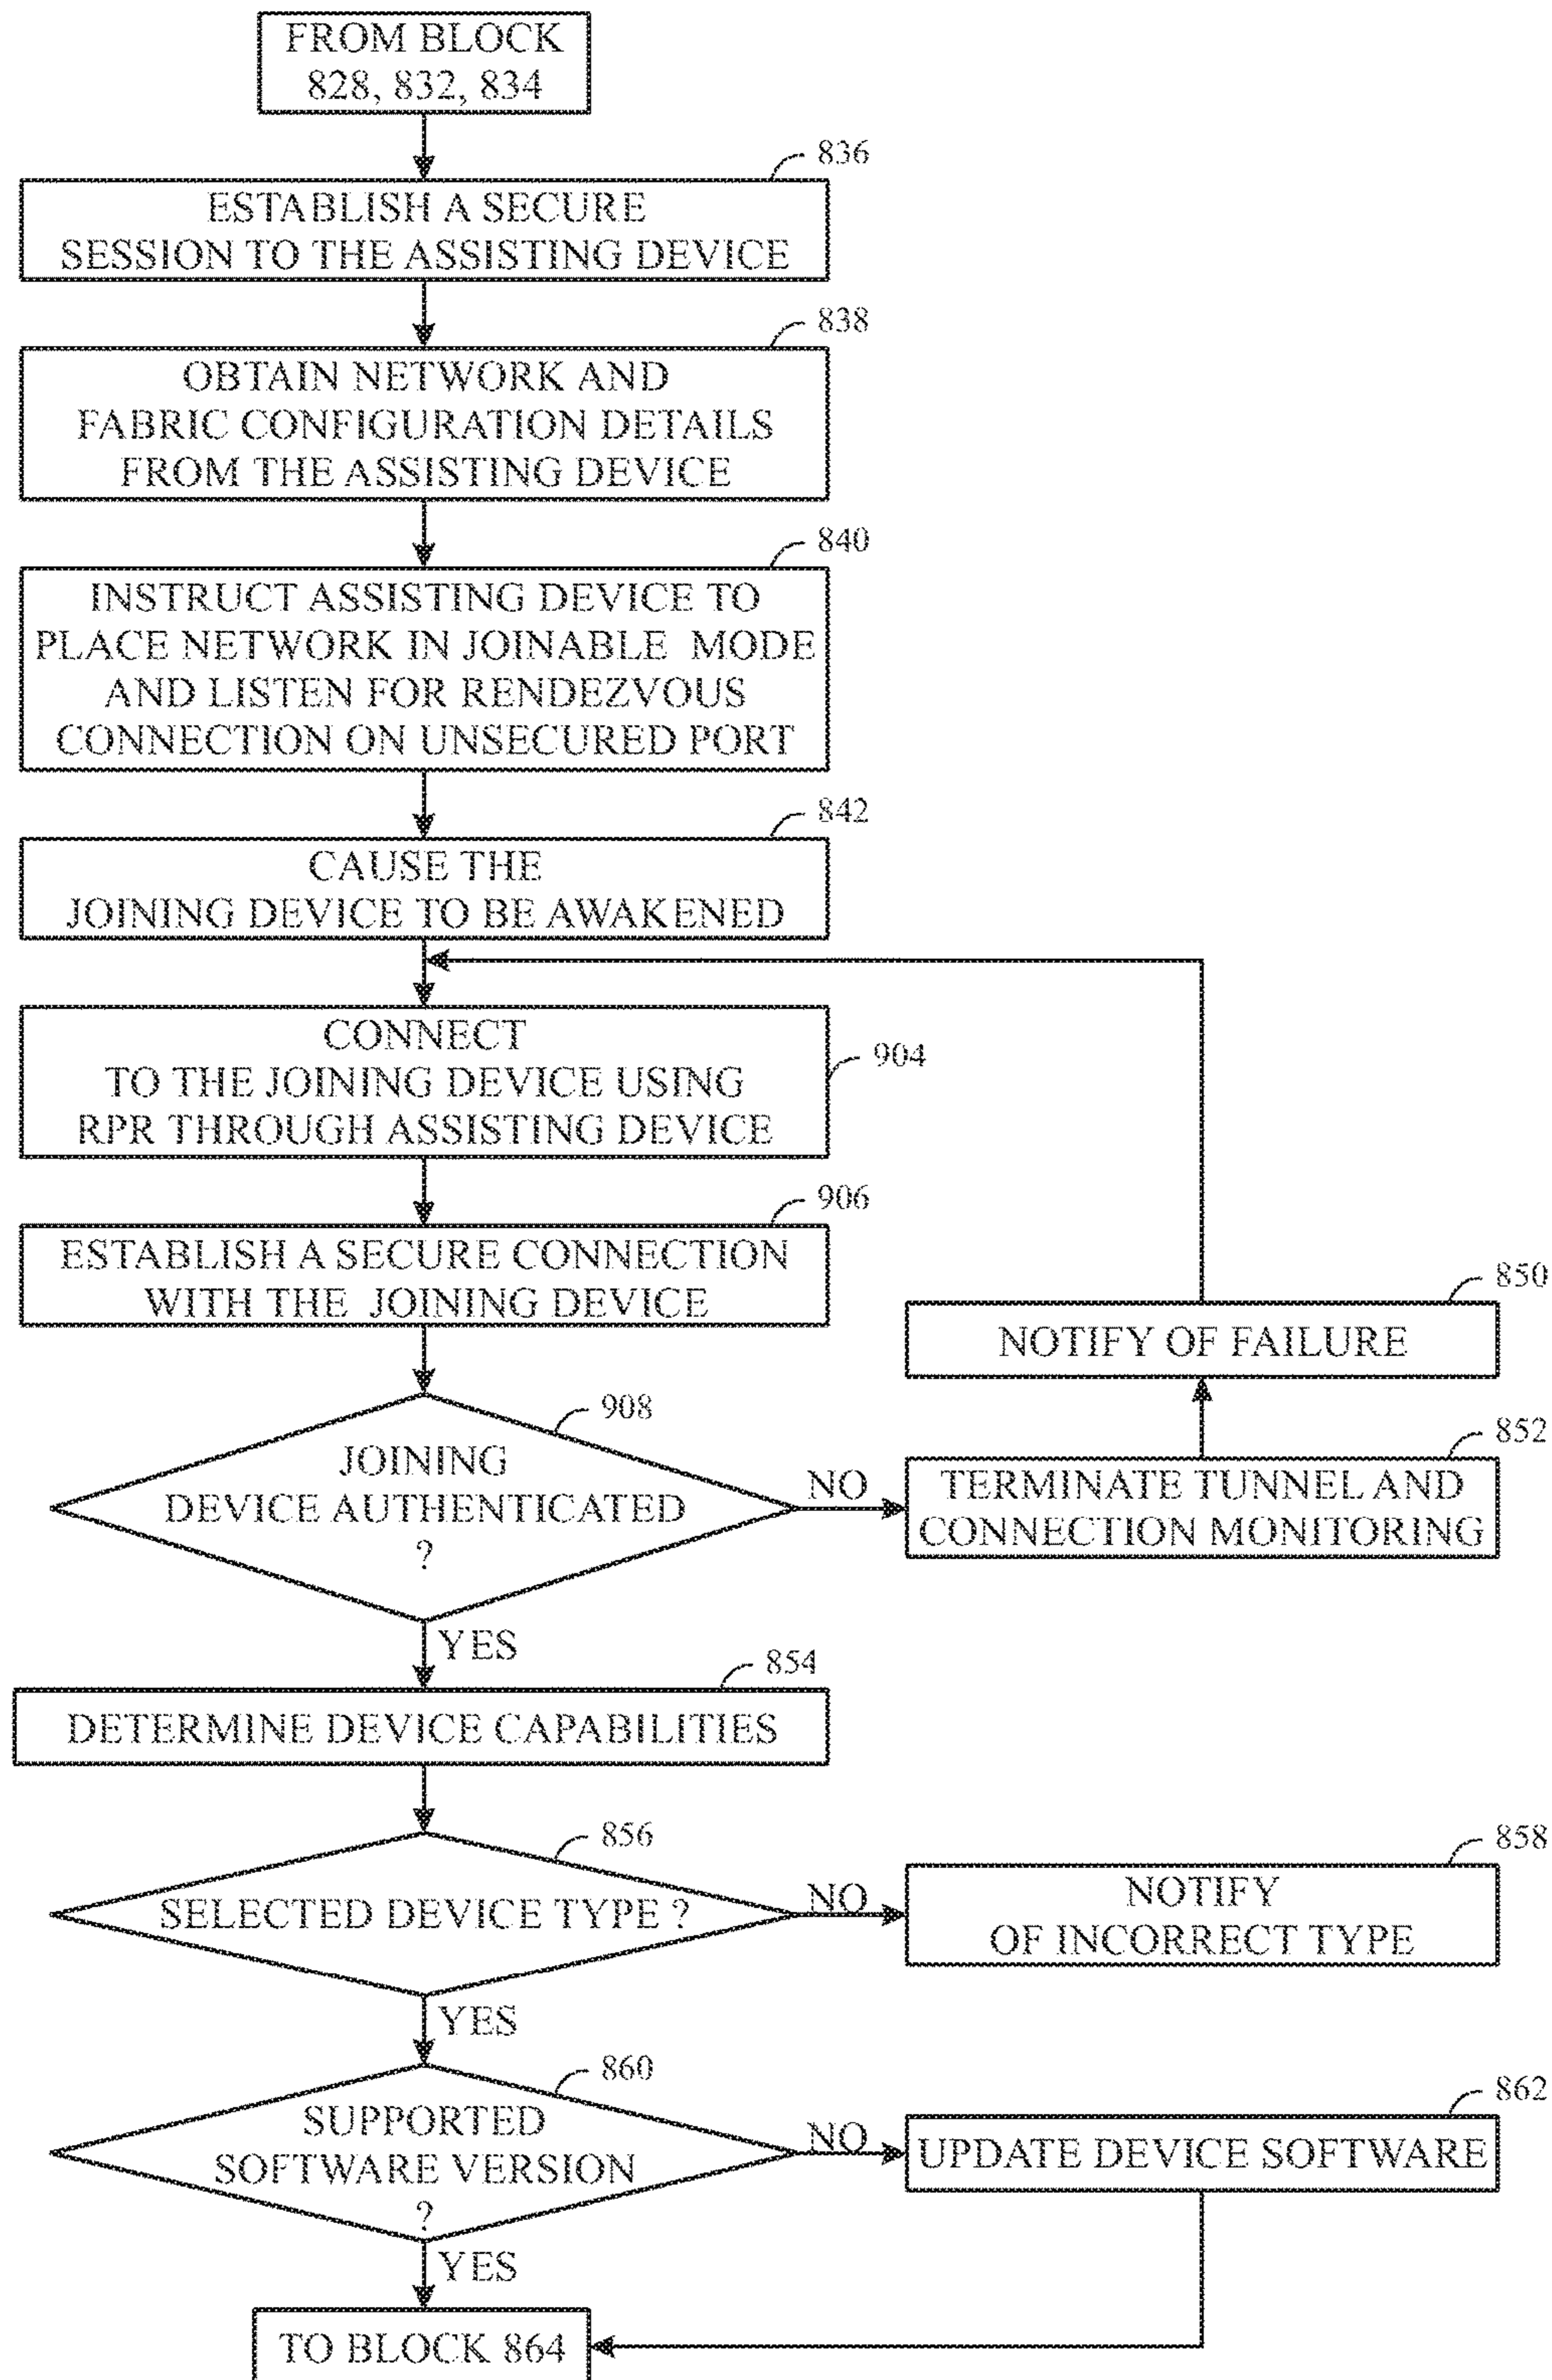 FROM BLOCK
828, 832, 834
836
ESTABLISH A SECURE
SESSION TO THE ASSISTING DEVICE
838
OBTAIN NETWORK AND
FABRIC CONFIGURATION DETAILS
FROM THE ASSISTING DEVICE
840
INSTRUCT ASSISTING DEVICE TO
PLACE NETWORK IN JOINABLE MODE
AND LISTEN FOR RENDEZVOUS
CONNECTION ON UNSECURED PORT
842
CAUSE THE
JOINING DEVICE TO BE AWAKENED
CONNECT
TO THE JOINING DEVICE USING
RPR THROUGH ASSISTING DEVICE
904
906
ESTABLISH A SECURE CONNECTION
WITH THE JOINING DEVICE
850
NOTIFY OF FAILURE
908
JOINING
DEVICE AUTHENTICATED
?
NO
852
TERMINATE TUNNEL AND
CONNECTION MONITORING
YES
854
DETERMINE DEVICE CAPABILITIES
856
SELECTED DEVICE TYPE ?
NO
858
NOTIFY
OF INCORRECT TYPE
YES
860
SUPPORTED
SOFTWARE VERSION
?
NO
862
UPDATE DEVICE SOFTWARE
YES
TO BLOCK 864